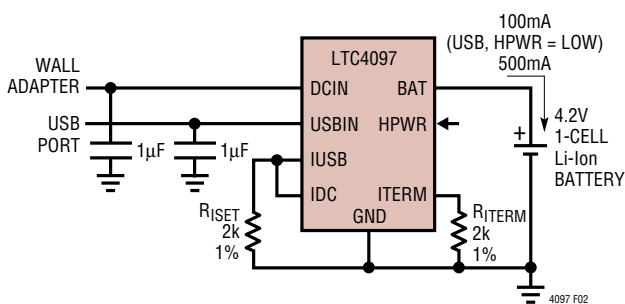 100mA
(USB, HPWR = LOW)
500mA
LTC4097
WALL
ADAPTER
DCIN
BAT
USB
PORT
USBIN
HPWR
4.2V
1-CELL
Li-Ion
BATTERY
+
1μF
1μF
IUSB
IDC
ITERM
GND
RISET
2k
1%
RITERM
2k
1%
4097 F02